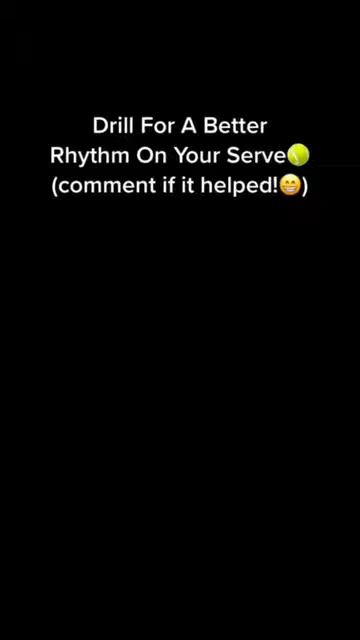 Drill For A Better
Rhythm On Your Serve🎾
(comment if it helped!😁)